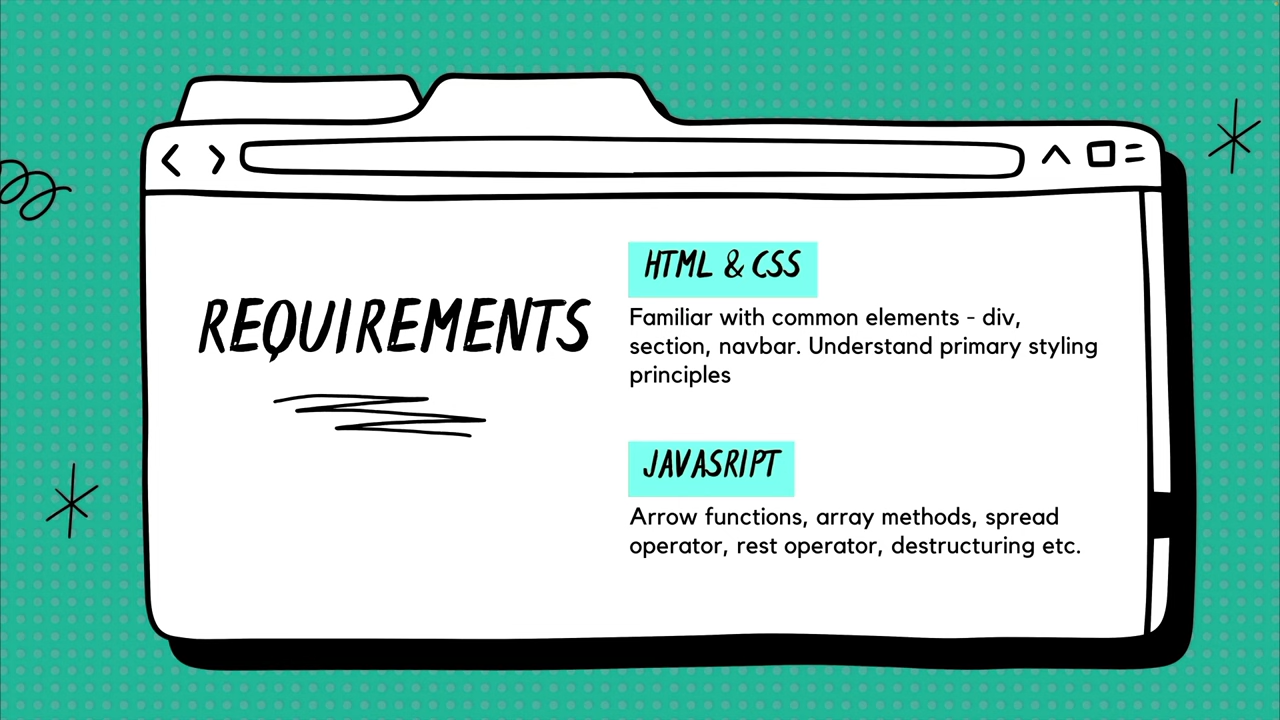 REQUIREMENTS
HTML & CSS
Familiar with common elements - div,
section, navbar. Understand primary styling
principles
JAVASRIPT
Arrow functions, array methods, spread
operator, rest operator, destructuring etc.